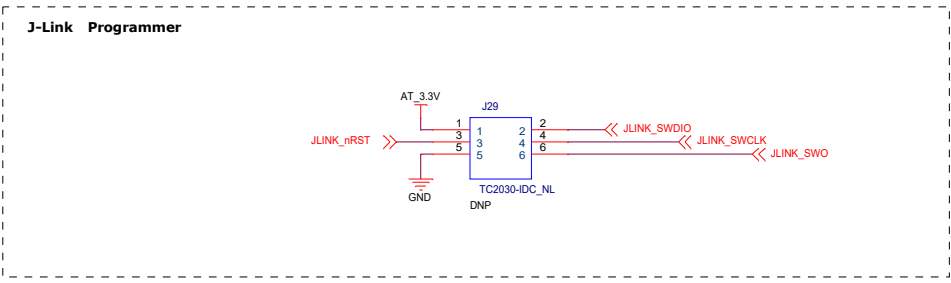 J-Link Programmer
AT_3.3V
J29
1 1 2 2 JLINK_SWDIO
JLINK_nRST 3 3 4 4 JLINK_SWCLK
5 5 6 6 JLINK_SWO
GND
TC2030-IDC_NL
DNP